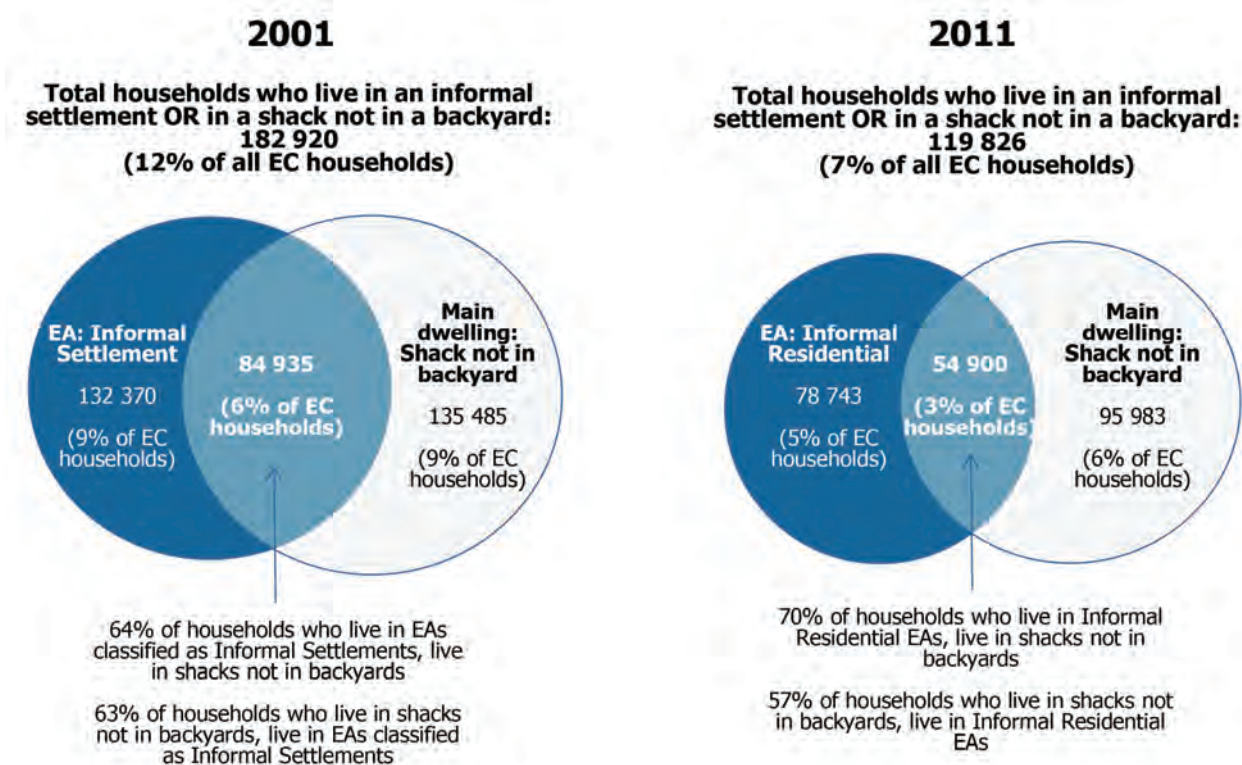 2001
Total households who live in an informal
settlement OR in a shack not in a backyard:
182 920
(12% of all EC households)
EA: Informal
Settlement
132 370
(9% of EC
households)
84 935
(6% of EC
households)
Main
dwelling:
Shack not in
backyard
135 485
(9% of EC
households)
64% of households who live in EAs
classified as Informal Settlements, live
in shacks not in backyards
63% of households who live in shacks
not in backyards, live in EAs classified
as Informal Settlements
2011
Total households who live in an informal
settlement OR in a shack not in a backyard:
119 826
(7% of all EC households)
EA: Informal
Residential
78 743
(5% of EC
households)
54 900
(3% of EC
households)
Main
dwelling:
Shack not in
backyard
95 983
(6% of EC
households)
70% of households who live in Informal
Residential EAs, live in shacks not in
backyards
57% of households who live in shacks not
in backyards, live in Informal Residential
EAs